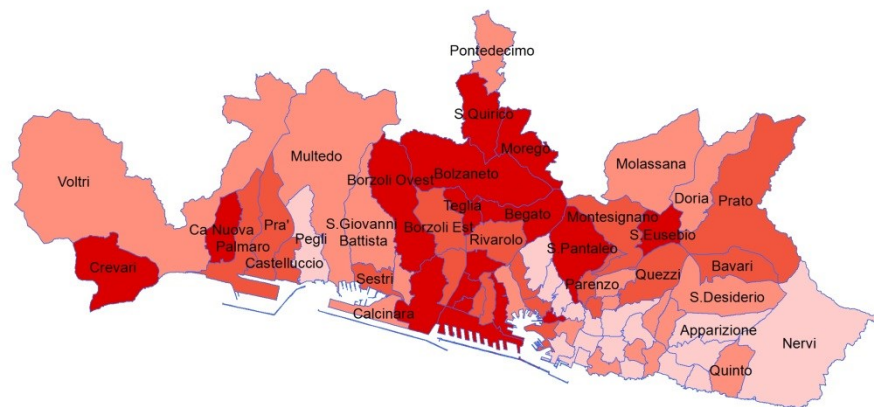 Pontedecimo
S.Quirico
Morego
Multedo
Molassana
Voltri
Borzoli Ovest
Bolzaneto
Doria
Prato
Teglia
Begato
Montesignano
Ca Nuova
Pra'
S.Giovanni
Battista
Borzoli Est
S.Eusebio
Palmaro
Pegli
Rivarolo
S.Pantaleo
Crevari
Castelluccio
Sestri
Parenzo
Quezzi
Bavari
S.Desiderio
Calcinara
Apparizione
Nervi
Quinto